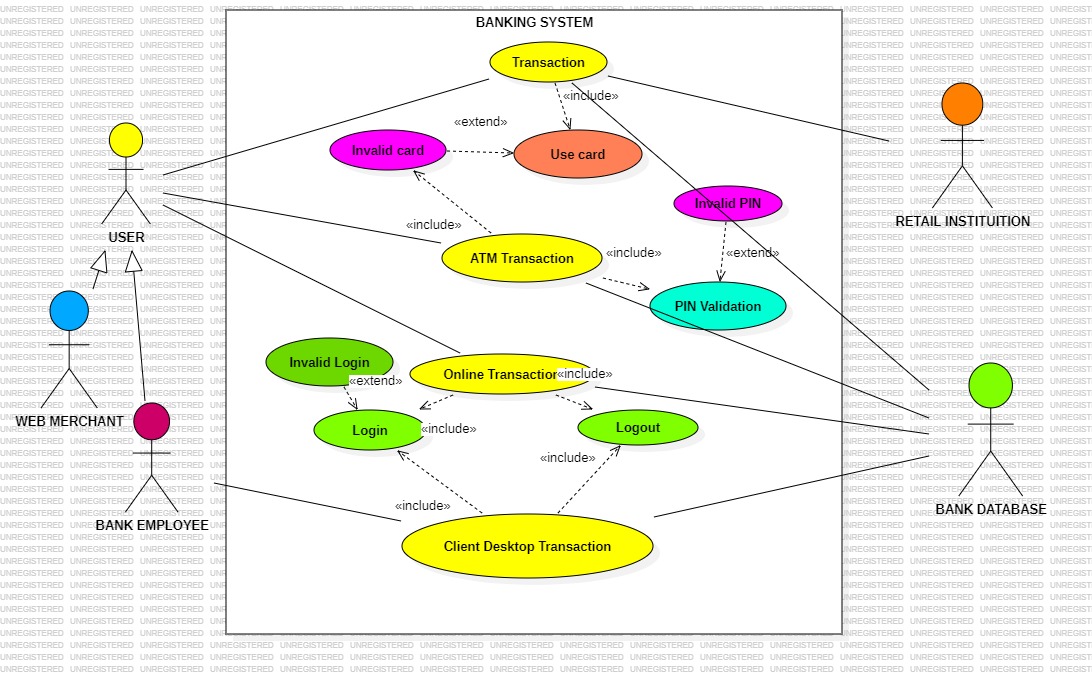 BANKING SYSTEM
Transaction
«include»
«extend»
Invalid card
Use card
Invalid PIN
«include»
ATM Transaction
«include»
«extend»
PIN Validation
USER
RETAIL INSTITUITION
Invalid Login
«extend»
Online Transaction
«include»
Login
«include»
Logout
WEB MERCHANT
«include»
«include»
BANK EMPLOYEE
BANK DATABASE
Client Desktop Transaction
UNREGISTERED